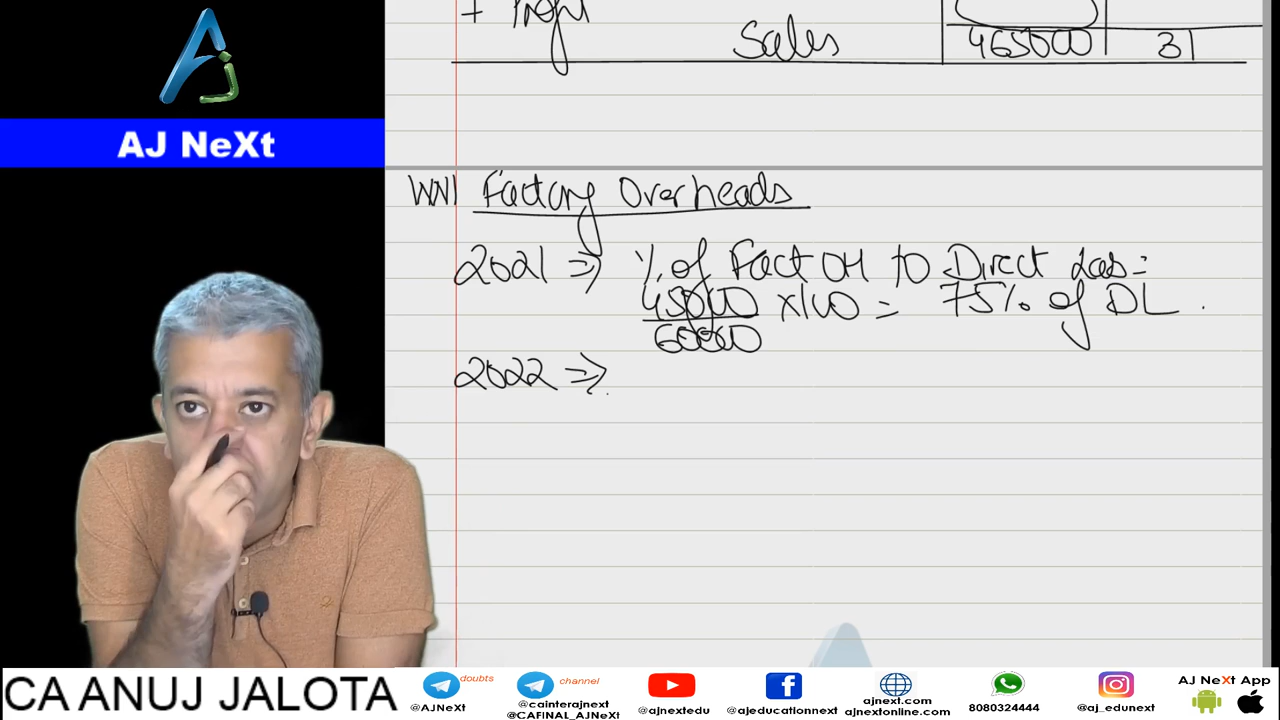 + Profit
Sales 465000 31
AJ NeXt
WN1 Factory Overheads
2021 ⇒ % of Fact OH to Direct Lab =
45000 × 100 = 75% of DL.
60000
2022 ⇒
CA ANUJ JALOTA
doubts
@AJNeXt
channel
@cainterajnext
@CAFINAL_AJNeXt
@ajnextedu
@ajeducationnext
ajnext.com
ajnextonline.com
8080324444
@aj_edunext
AJ NeXt App